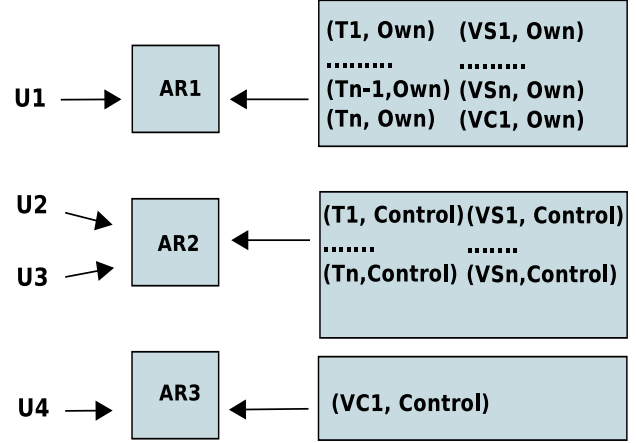 (T1, Own) (VS1, Own)
......... .........
U1 AR1 (Tn-1,Own) (VSn, Own)
(Tn, Own) (VC1, Own)
U2
(T1, Control) (VS1, Control)
AR2
....... .......
U3 (Tn,Control) (VSn,Control)
AR3
U4 (VC1, Control)